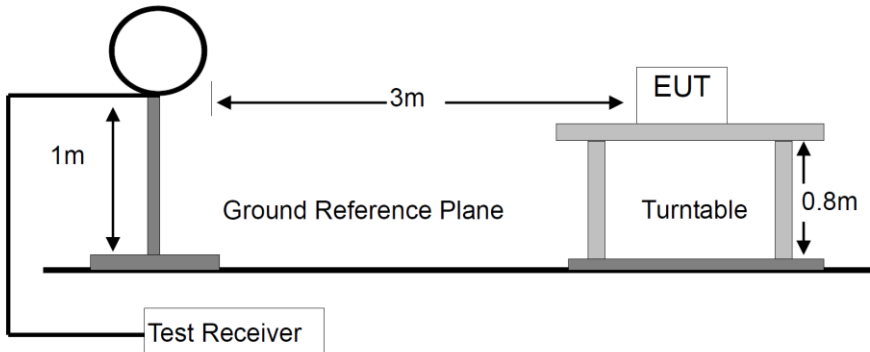 EUT
3m
1m
0.8m
Ground Reference Plane
Turntable
Test Receiver